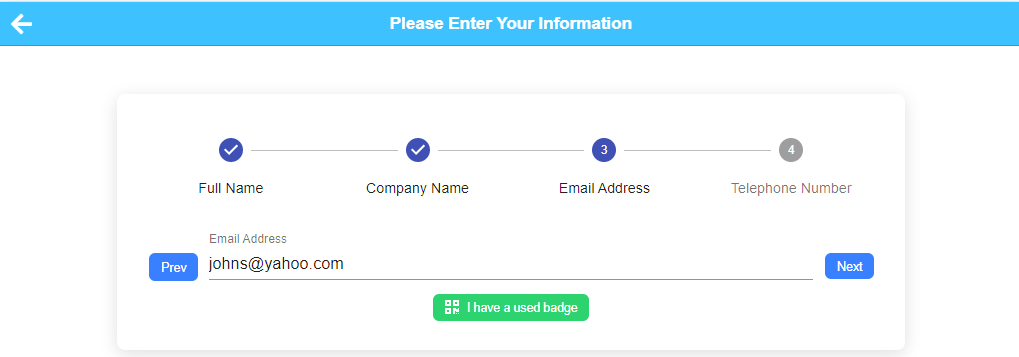 Please Enter Your Information
3
4
Full Name
Company Name
Email Address
Telephone Number
Email Address
Prev
johns@yahoo.com
Next
I have a used badge